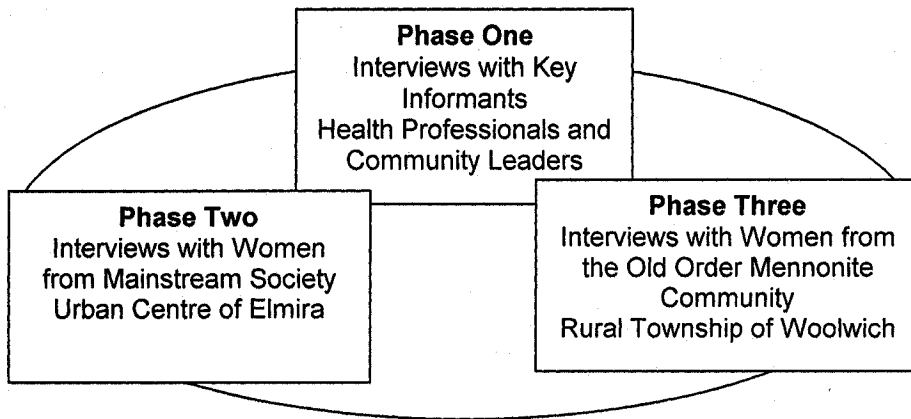 Phase One
Interviews with Key
Informants
Health Professionals and
Community Leaders
Phase Two
Interviews with Women
from Mainstream Society
Urban Centre of Elmira
Phase Three
Interviews with Women from
the Old Order Mennonite
Community
Rural Township of Woolwich